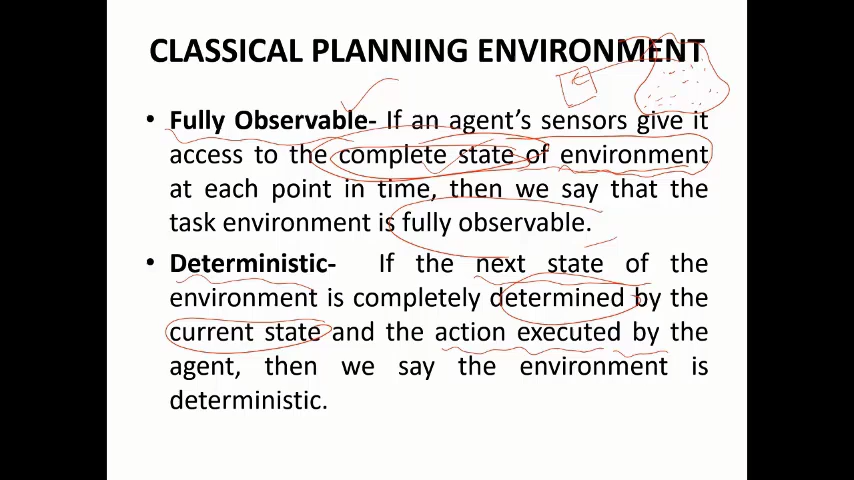 CLASSICAL PLANNING ENVIRONMENT
• Fully Observable- If an agent's sensors give it
access to the complete state of environment
at each point in time, then we say that the
task environment is fully observable.
• Deterministic- If the next state of the
environment is completely determined by the
current state and the action executed by the
agent, then we say the environment is
deterministic.